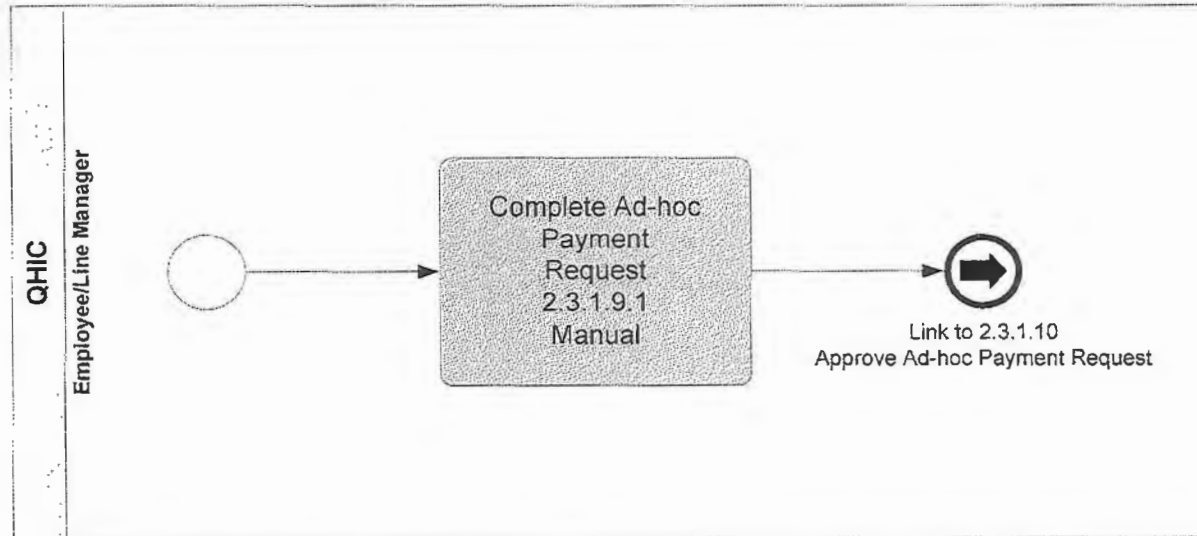 QHIC
Employee/Line Manager
Complete Ad-hoc
Payment
Request
2.3.1.9.1
Manual
Link to 2.3.1.10
Approve Ad-hoc Payment Request